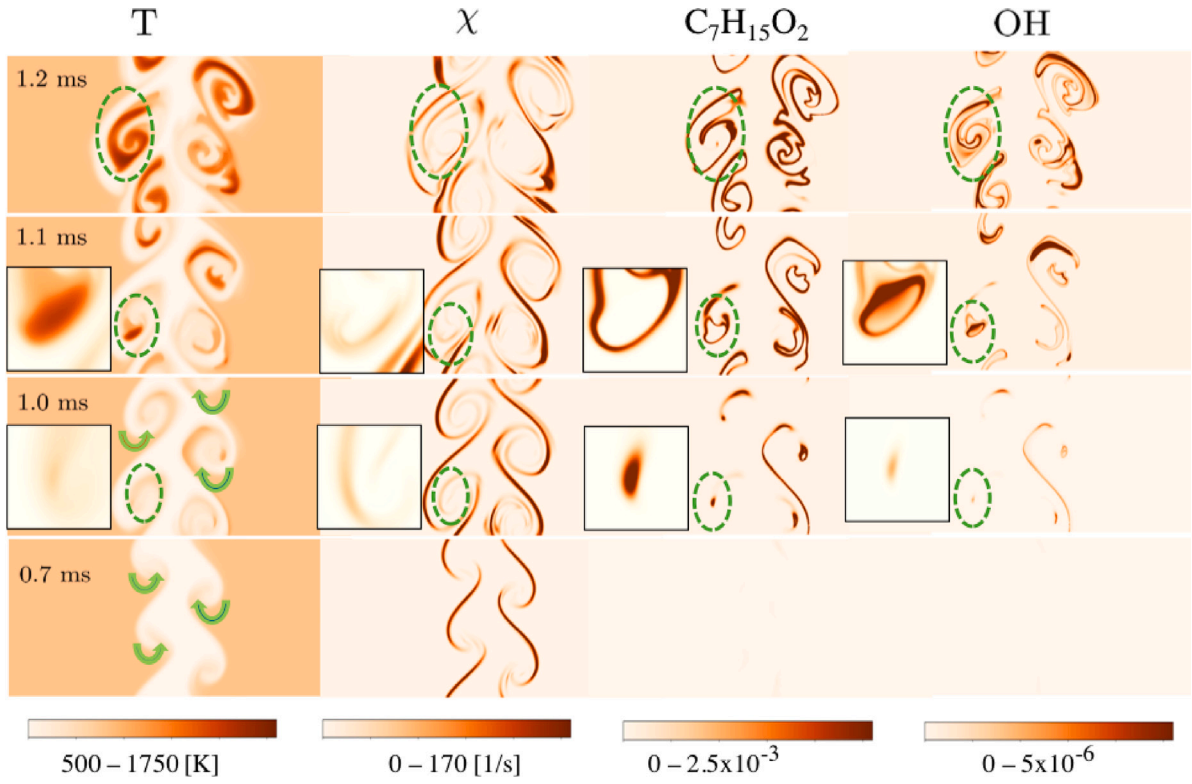 T χ C₇H₁₅O₂ OH
1.2 ms
1.1 ms
1.0 ms
0.7 ms
500 – 1750 [K] 0 – 170 [1/s] 0 – 2.5x10⁻³ 0 – 5x10⁻⁶